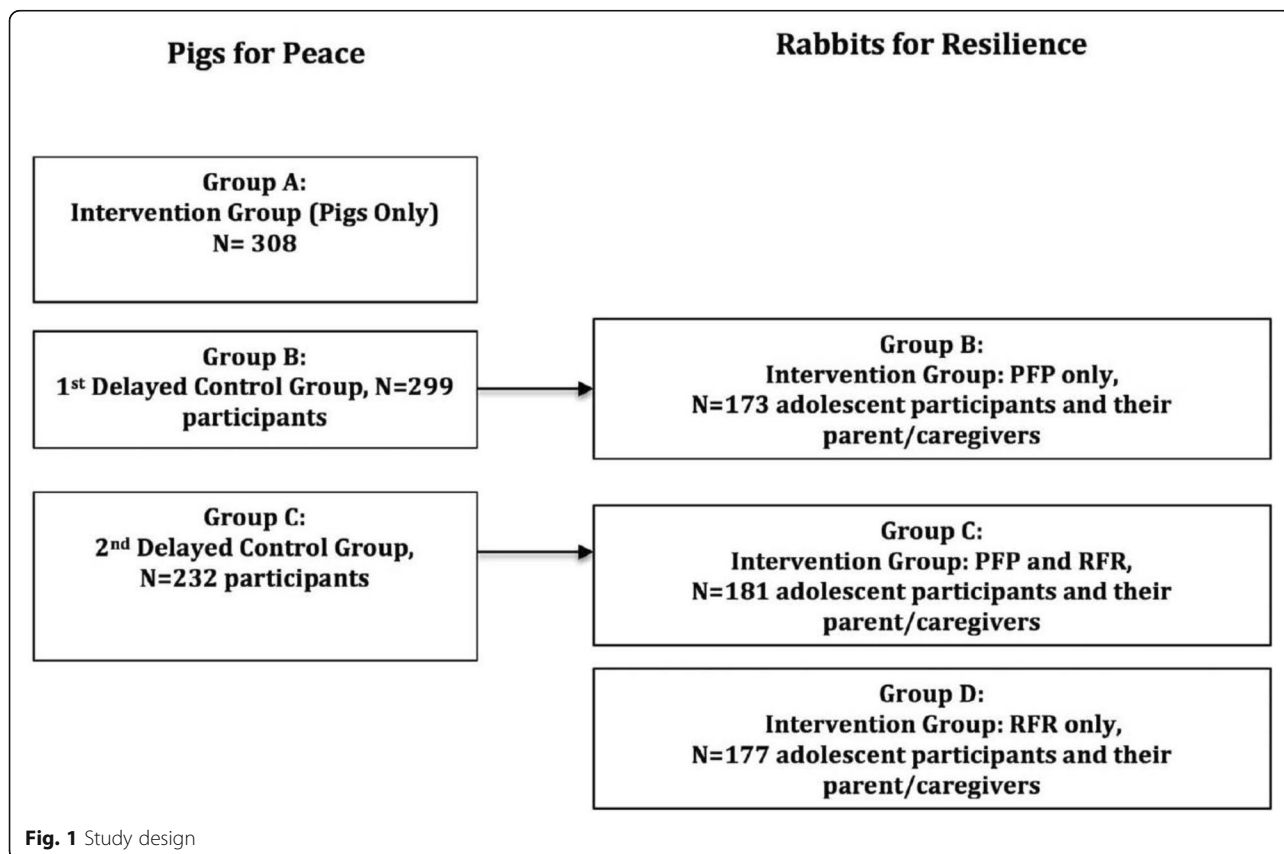 Pigs for Peace
Rabbits for Resilience
Group A:
Intervention Group (Pigs Only)
N= 308
Group B:
1st Delayed Control Group, N=299
participants
Group B:
Intervention Group: PFP only,
N=173 adolescent participants and their
parent/caregivers
Group C:
2nd Delayed Control Group,
N=232 participants
Group C:
Intervention Group: PFP and RFR,
N=181 adolescent participants and their
parent/caregivers
Group D:
Intervention Group: RFR only,
N=177 adolescent participants and their
parent/caregivers
Fig. 1 Study design